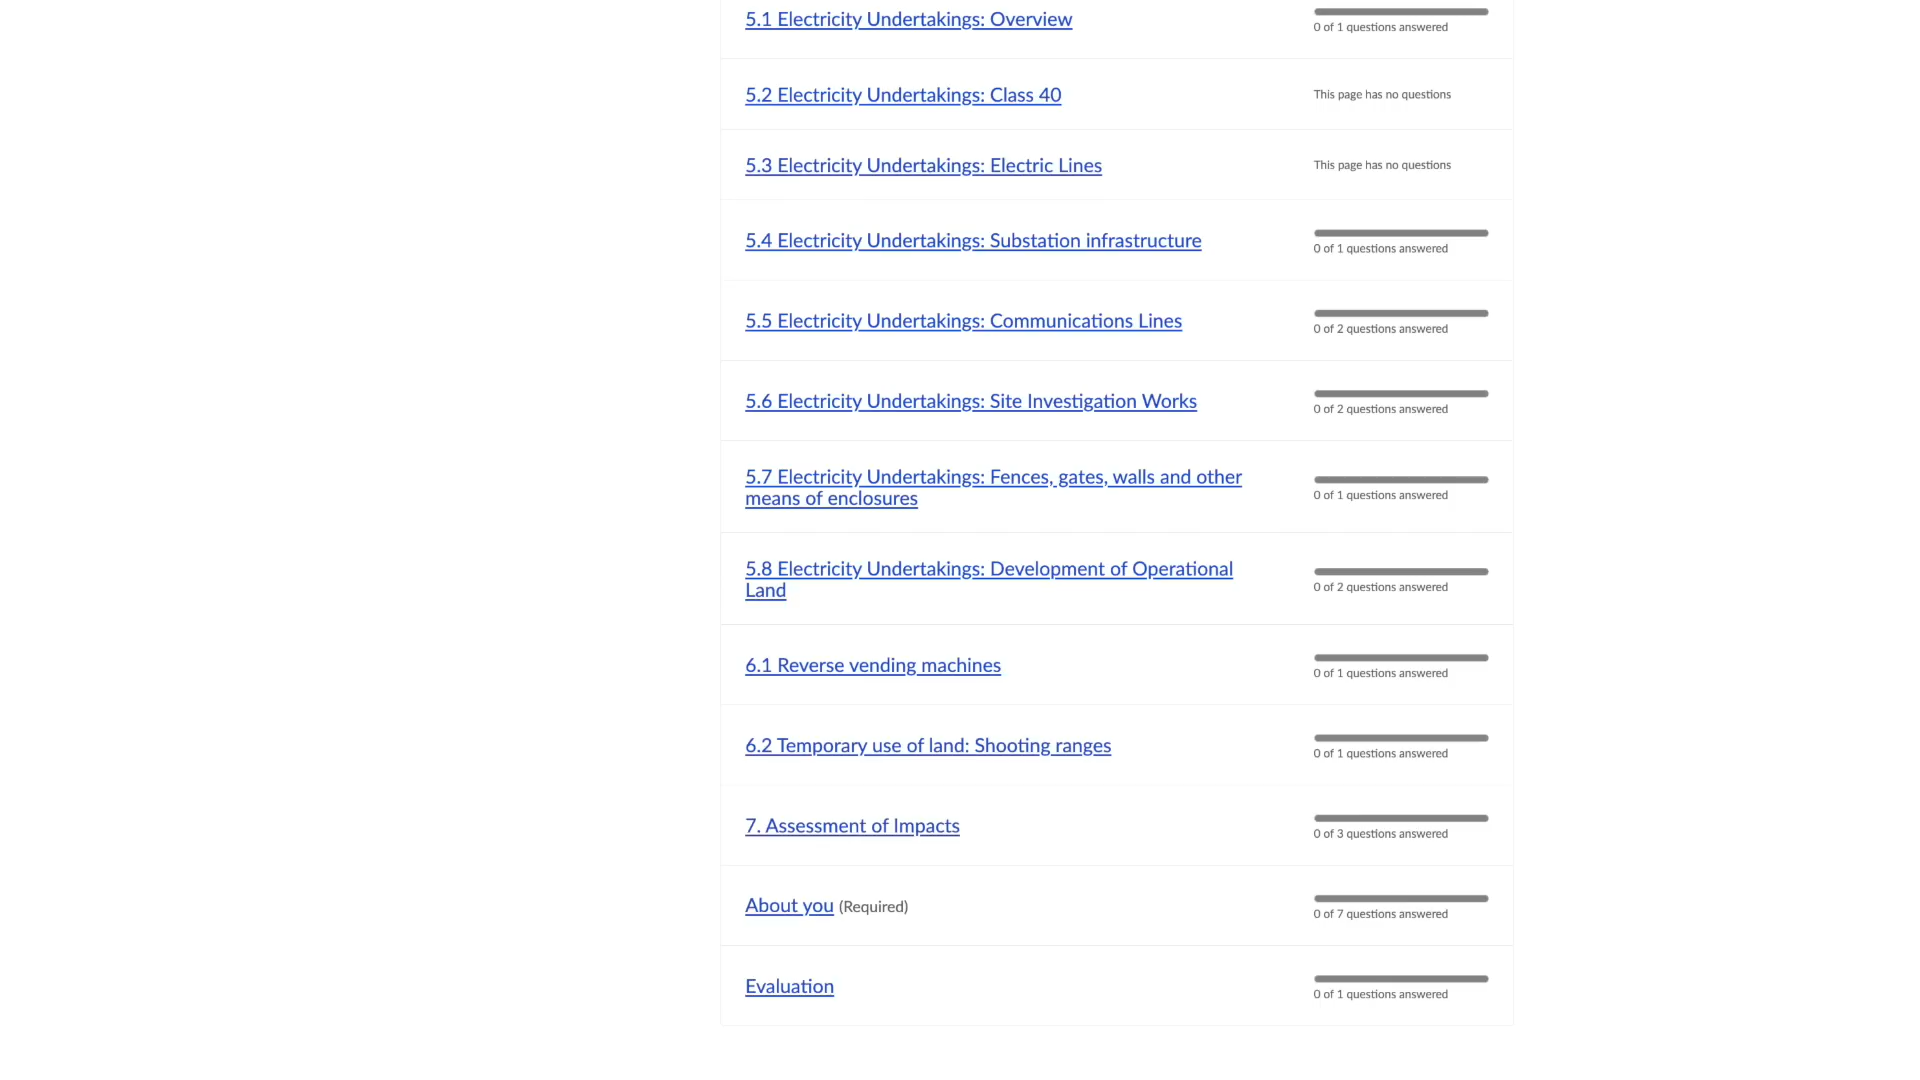 5.1 Electricity Undertakings: Overview
0 of 1 questions answered
5.2 Electricity Undertakings: Class 40
This page has no questions
5.3 Electricity Undertakings: Electric Lines
This page has no questions
5.4 Electricity Undertakings: Substation infrastructure
0 of 1 questions answered
5.5 Electricity Undertakings: Communications Lines
0 of 2 questions answered
5.6 Electricity Undertakings: Site Investigation Works
0 of 2 questions answered
5.7 Electricity Undertakings: Fences, gates, walls and other
means of enclosures
0 of 1 questions answered
5.8 Electricity Undertakings: Development of Operational
Land
0 of 2 questions answered
6.1 Reverse vending machines
0 of 1 questions answered
6.2 Temporary use of land: Shooting ranges
0 of 1 questions answered
7. Assessment of Impacts
0 of 3 questions answered
About you (Required)
0 of 7 questions answered
Evaluation
0 of 1 questions answered